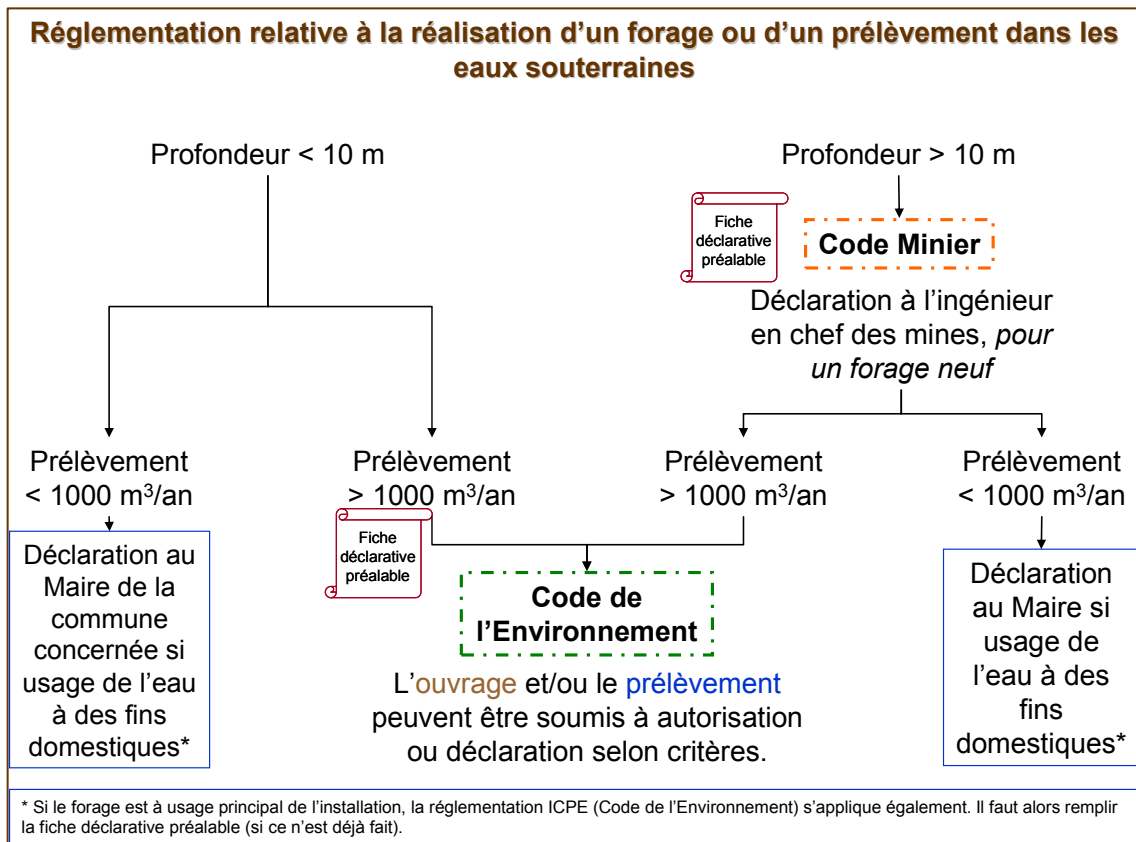 Réglementation relative à la réalisation d’un forage ou d’un prélèvement dans les
eaux souterraines
Profondeur < 10 m
Profondeur > 10 m
Fiche
déclarative
préalable
Code Minier
Déclaration à l’ingénieur
en chef des mines, pour
un forage neuf
Prélèvement
< 1000 m³/an
Prélèvement
> 1000 m³/an
Prélèvement
> 1000 m³/an
Prélèvement
< 1000 m³/an
Déclaration au
Maire de la
commune
concernée si
usage de l’eau
à des fins
domestiques*
Fiche
déclarative
préalable
Code de
l’Environnement
L’ouvrage et/ou le prélèvement
peuvent être soumis à autorisation
ou déclaration selon critères.
Déclaration
au Maire si
usage de
l’eau à des
fins
domestiques*
* Si le forage est à usage principal de l’installation, la réglementation ICPE (Code de l’Environnement) s’applique également. Il faut alors remplir
la fiche déclarative préalable (si ce n’est déjà fait).